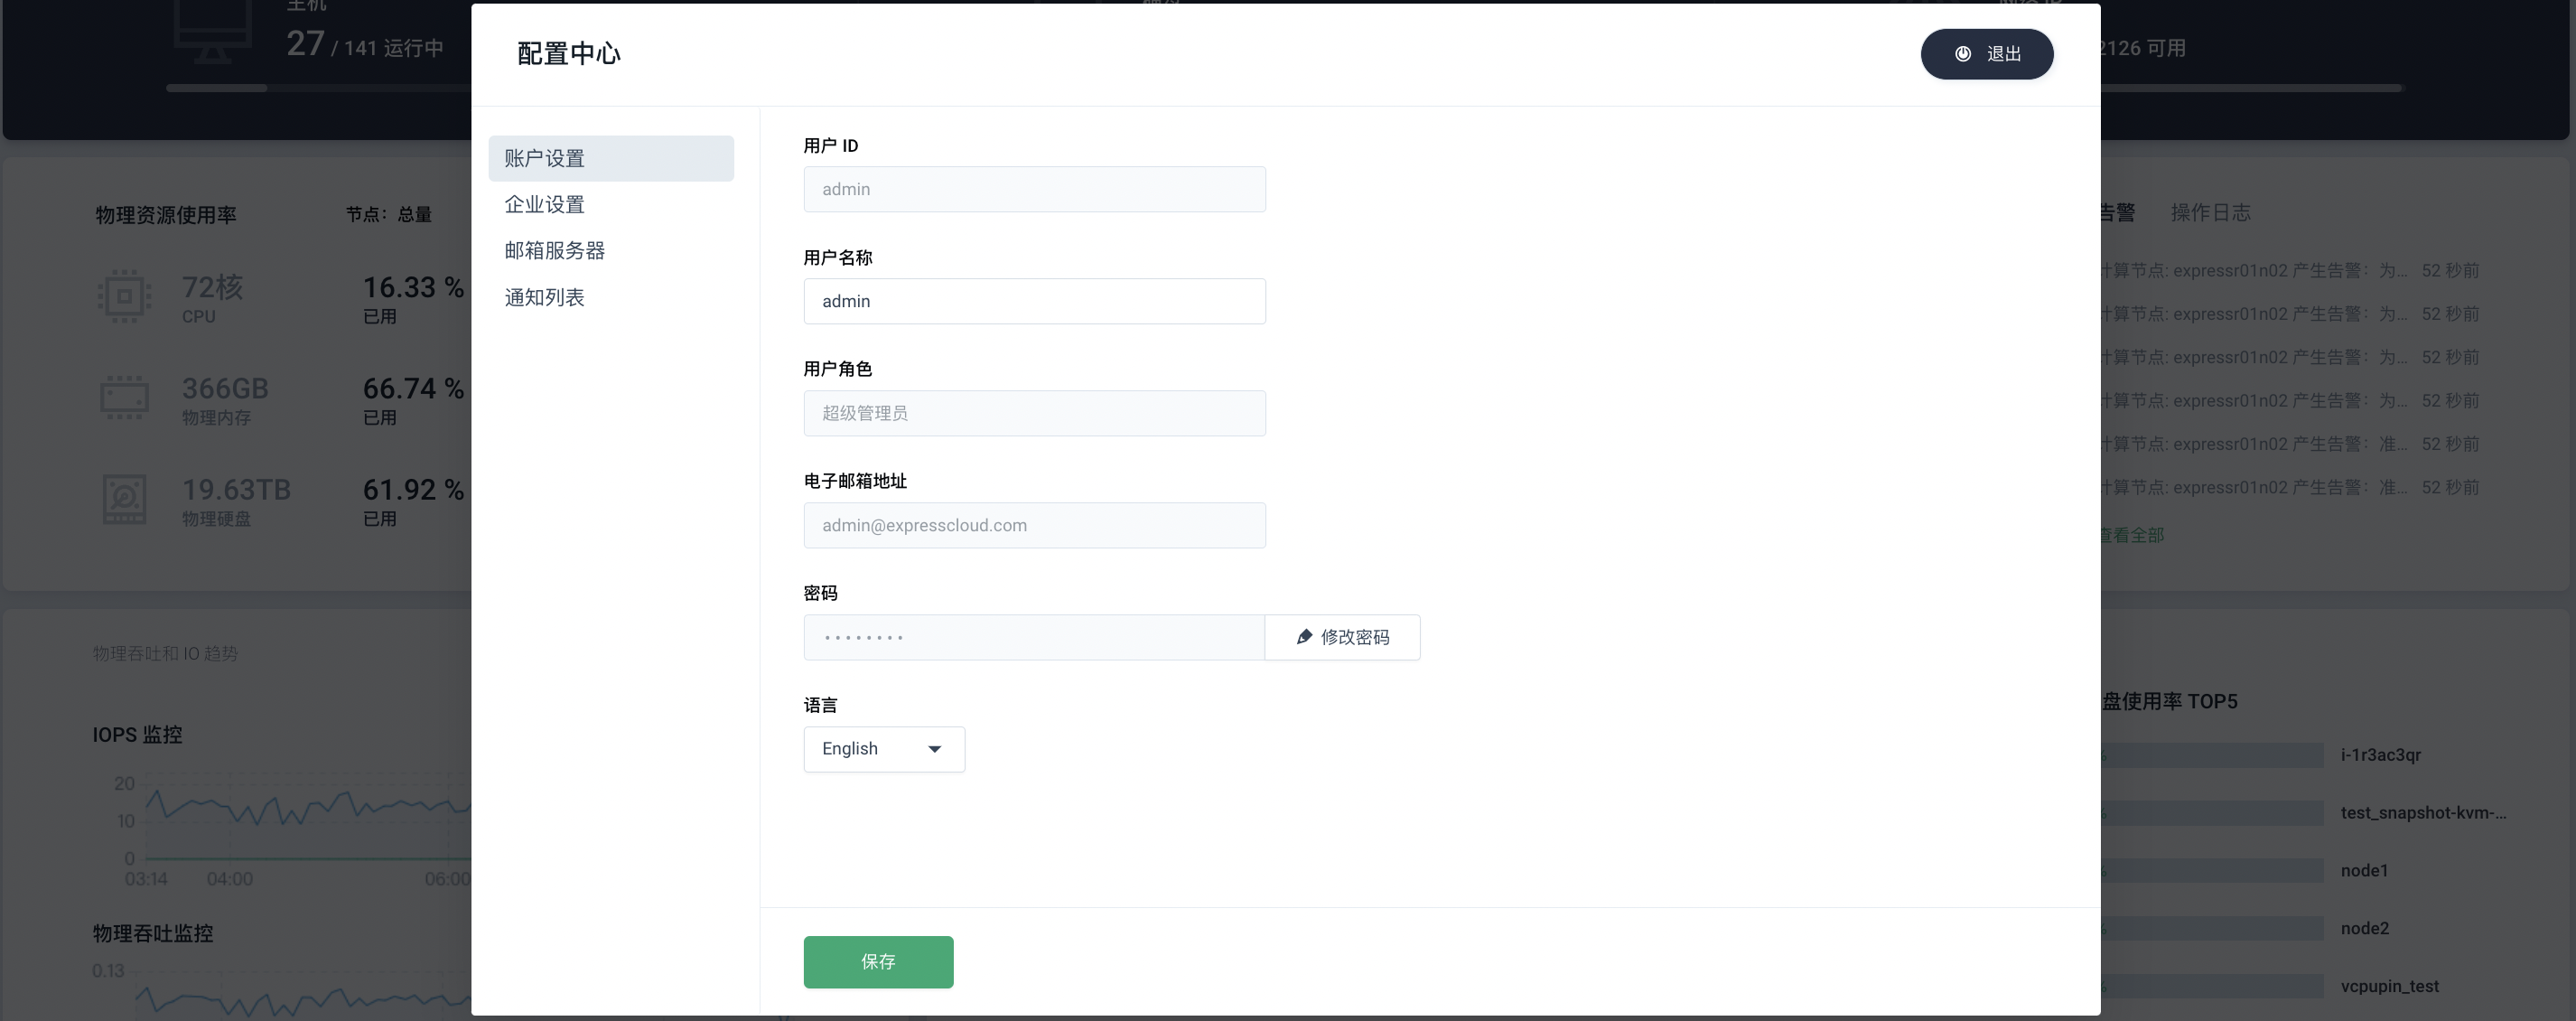 主机
27 / 141 运行中
2126 可用
配置中心
退出
账户设置
企业设置
邮箱服务器
通知列表
用户 ID
admin
用户名称
admin
用户角色
超级管理员
电子邮箱地址
admin@expresscloud.com
密码
••••••••
修改密码
语言
English
保存
物理资源使用率
节点：总量
72核
CPU
16.33 %
已用
366GB
物理内存
66.74 %
已用
19.63TB
物理硬盘
61.92 %
已用
物理吞吐和 IO 趋势
IOPS 监控
20
10
0
03:14 04:00 06:00
物理吞吐监控
0.13
告警 操作日志
计算节点: expressr01n02 产生告警：为... 52 秒前
计算节点: expressr01n02 产生告警：为... 52 秒前
计算节点: expressr01n02 产生告警：为... 52 秒前
计算节点: expressr01n02 产生告警：为... 52 秒前
计算节点: expressr01n02 产生告警：准... 52 秒前
计算节点: expressr01n02 产生告警：准... 52 秒前
查看全部
盘使用率 TOP5
i-1r3ac3qr
test_snapshot-kvm-...
node1
node2
vcpupin_test